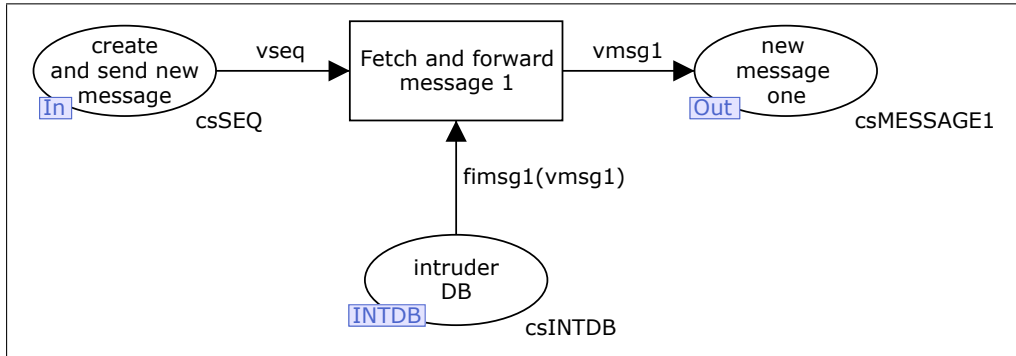 create
and send new
message
In
csSEQ
vseq
Fetch and forward
message 1
vmsg1
new
message
one
Out
csMESSAGE1
fimsg1(vmsg1)
intruder
DB
INTDB
csINTDB